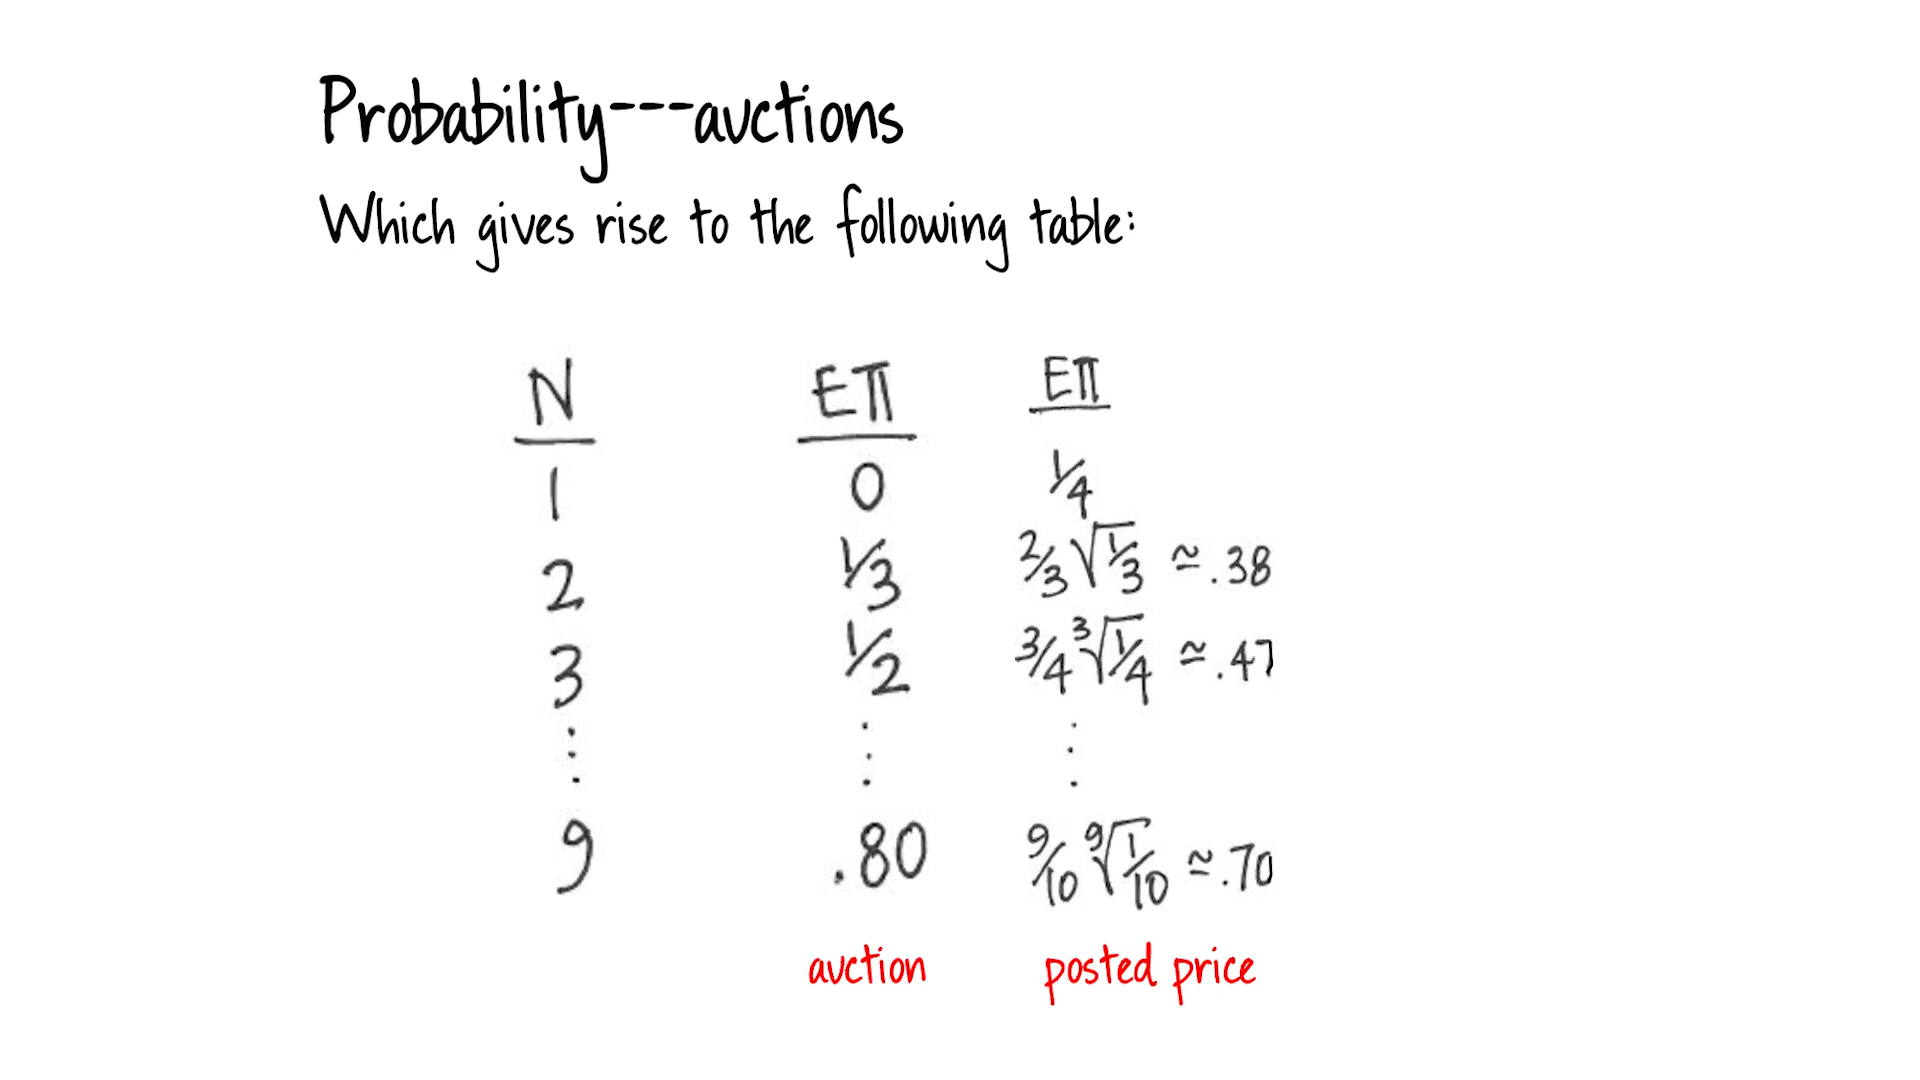 Probability---auctions
Which gives rise to the following table:
N Eπ Eπ
1 0 1/4
2 1/3 2/3 √1/3 ≃ .38
3 1/2 3/4 ³√1/4 ≃ .47
⋮ ⋮ ⋮
9 .80 9/10 ⁹√1/10 ≃ .70
auction posted price